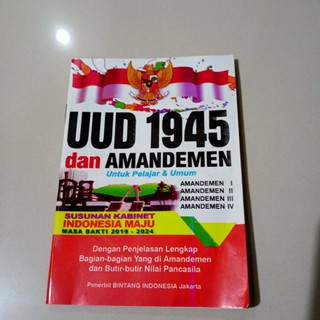 UUD 1945
dan AMANDEMEN
Untuk Pelajar & Umum
AMANDEMEN I
AMANDEMEN II
AMANDEMEN III
AMANDEMEN IV
SUSUNAN KABINET
INDONESIA MAJU
MASA BAKTI 2019 - 2024
Dengan Penjelasan Lengkap
Bagian-bagian Yang di Amandemen
dan Butir-butir Nilai Pancasila
Penerbit BINTANG INDONESIA Jakarta